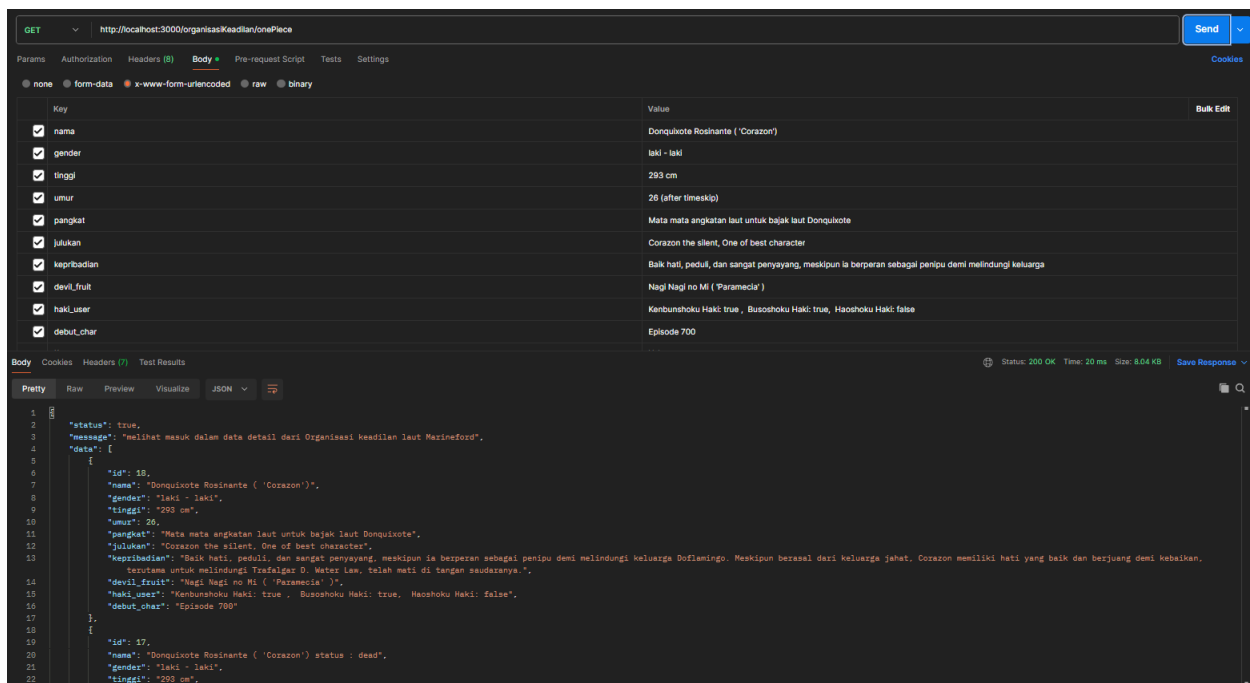 GET http://localhost:3000/organisasiKeadilan/onePiece Send
Params Authorization Headers (8) Body Pre-request Script Tests Settings Cookies
none form-data x-www-form-urlencoded raw binary
Key Value Bulk Edit
nama Donquixote Rosinante ( 'Corazon')
gender laki - laki
tinggi 293 cm
umur 26 (after timeskip)
pangkat Mata mata angkatan laut untuk bajak laut Donquixote
julukan Corazon the silent, One of best character
kepribadian Baik hati, peduli, dan sangat penyayang, meskipun ia berperan sebagai penipu demi melindungi keluarga
devil_fruit Nagi Nagi no Mi ( 'Paramecia' )
haki_user Kenbunshoku Haki: true , Busoshoku Haki: true, Haoshoku Haki: false
debut_char Episode 700
Body Cookies Headers (7) Test Results Status: 200 OK Time: 20 ms Size: 8.04 KB Save Response
Pretty Raw Preview Visualize JSON
1 {
2 "status": true,
3 "message": "melihat masuk dalam data detail dari Organisasi keadilan laut Marineford",
4 "data": [
5 {
6 "id": 18,
7 "nama": "Donquixote Rosinante ( 'Corazon')",
8 "gender": "laki - laki",
9 "tinggi": "293 cm",
10 "umur": 26,
11 "pangkat": "Mata mata angkatan laut untuk bajak laut Donquixote",
12 "julukan": "Corazon the silent, One of best character",
13 "kepribadian": "Baik hati, peduli, dan sangat penyayang, meskipun ia berperan sebagai penipu demi melindungi keluarga Doflamingo. Meskipun berasal dari keluarga jahat, Corazon memiliki hati yang baik dan berjuang demi kebaikan,
terutama untuk melindungi Trafalgar D. Water Law, telah mati di tangan saudaranya.",
14 "devil_fruit": "Nagi Nagi no Mi ( 'Paramecia' )",
15 "haki_user": "Kenbunshoku Haki: true , Busoshoku Haki: true, Haoshoku Haki: false",
16 "debut_char": "Episode 700"
17 },
18 {
19 "id": 17,
20 "nama": "Donquixote Rosinante ( 'Corazon') status : dead",
21 "gender": "laki - laki",
22 "tinggi": "293 cm",